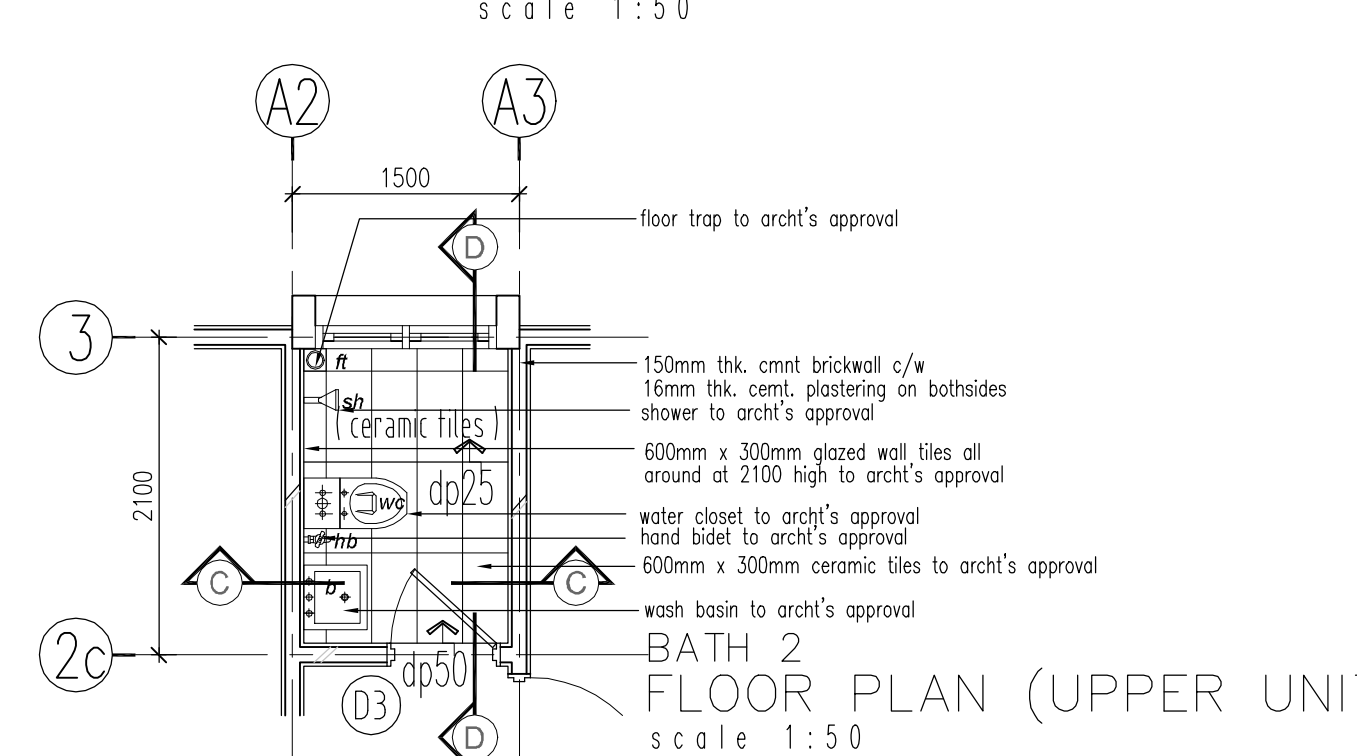 scale 1:50
A2
A3
1500
floor trap to archt's approval
D
3
ft
150mm thk. cmnt brickwall c/w
16mm thk. cemt. plastering on bothsides
sh
shower to archt's approval
(ceramic tiles)
600mm x 300mm glazed wall tiles all
around at 2100 high to archt's approval
2100
dp25
wc
water closet to archt's approval
hb
hand bidet to archt's approval
600mm x 300mm ceramic tiles to archt's approval
C
C
b
wash basin to archt's approval
2c
dp50
BATH 2
D3
FLOOR PLAN (UPPER UNI
D
scale 1:50